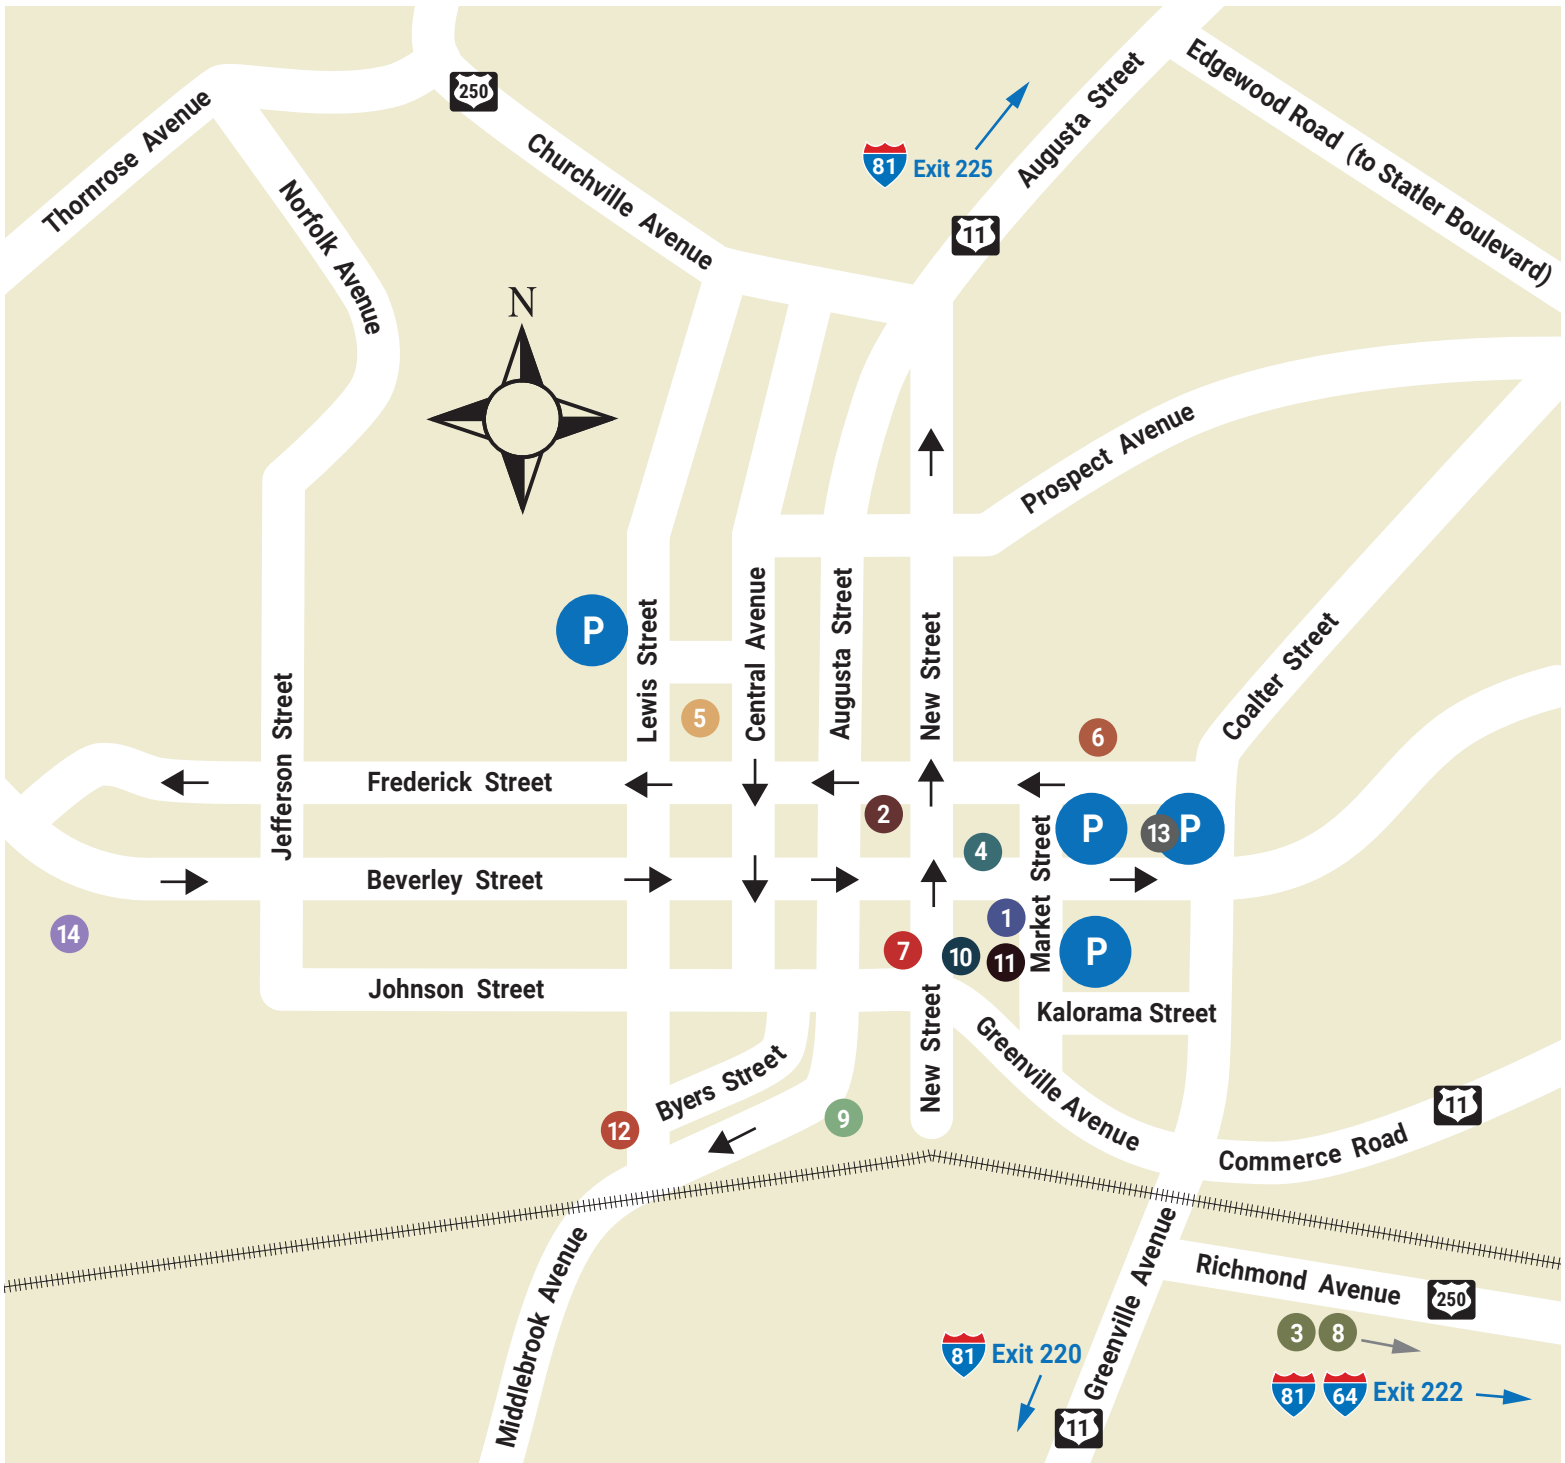 250
Thornrose Avenue
Norfolk Avenue
Churchville Avenue
81 Exit 225
Augusta Street
11
Edgewood Road (to Statler Boulevard)
N
Prospect Avenue
P
Lewis Street
Central Avenue
Augusta Street
New Street
Coalter Street
5
6
Jefferson Street
Frederick Street
2
4
Market Street
P
13
P
Beverley Street
14
1
7
10
11
P
Johnson Street
New Street
Kalorama Street
Greenville Avenue
Byers Street
12
9
11
Commerce Road
Middlebrook Avenue
Greenville Avenue
Richmond Avenue
250
3
8
81 Exit 220
81 64 Exit 222
11